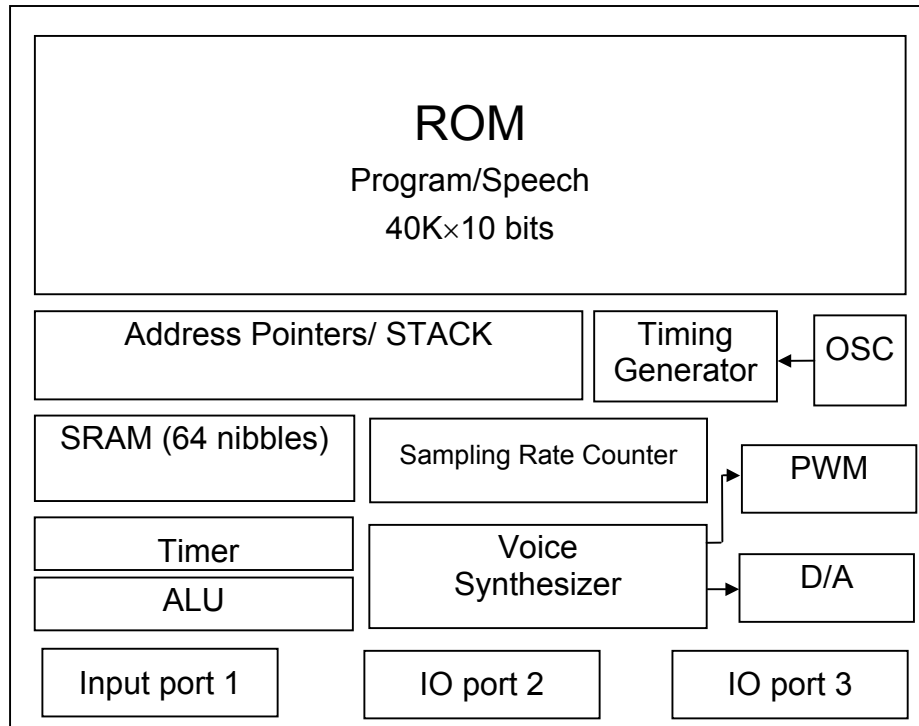 ROM
Program/Speech
40K×10 bits
Address Pointers/ STACK
Timing
Generator
OSC
SRAM (64 nibbles)
Sampling Rate Counter
PWM
Timer
Voice
Synthesizer
D/A
ALU
Input port 1
IO port 2
IO port 3